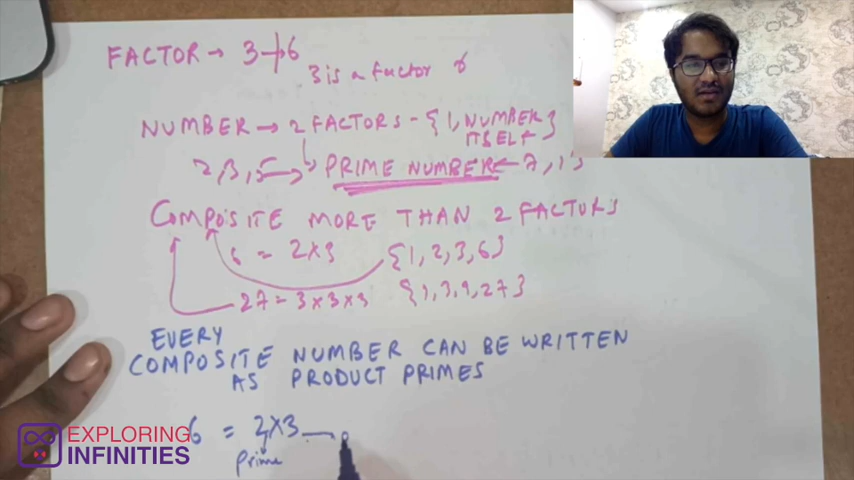 FACTOR → 3 → 6
3 is a factor
NUMBER → 2 FACTORS - {1, NUMBER ITSELF}
2, 3, 5 → PRIME NUMBER ← 7,
COMPOSITE MORE THAN 2 FACTORS
6 = 2×3 {1, 2, 3, 6}
27 = 3×3×3 {1, 3, 9, 27}
EVERY
COMPOSITE NUMBER CAN BE WRITTEN
AS PRODUCT PRIMES
6 = 2×3
prime
EXPLORING
INFINITIES